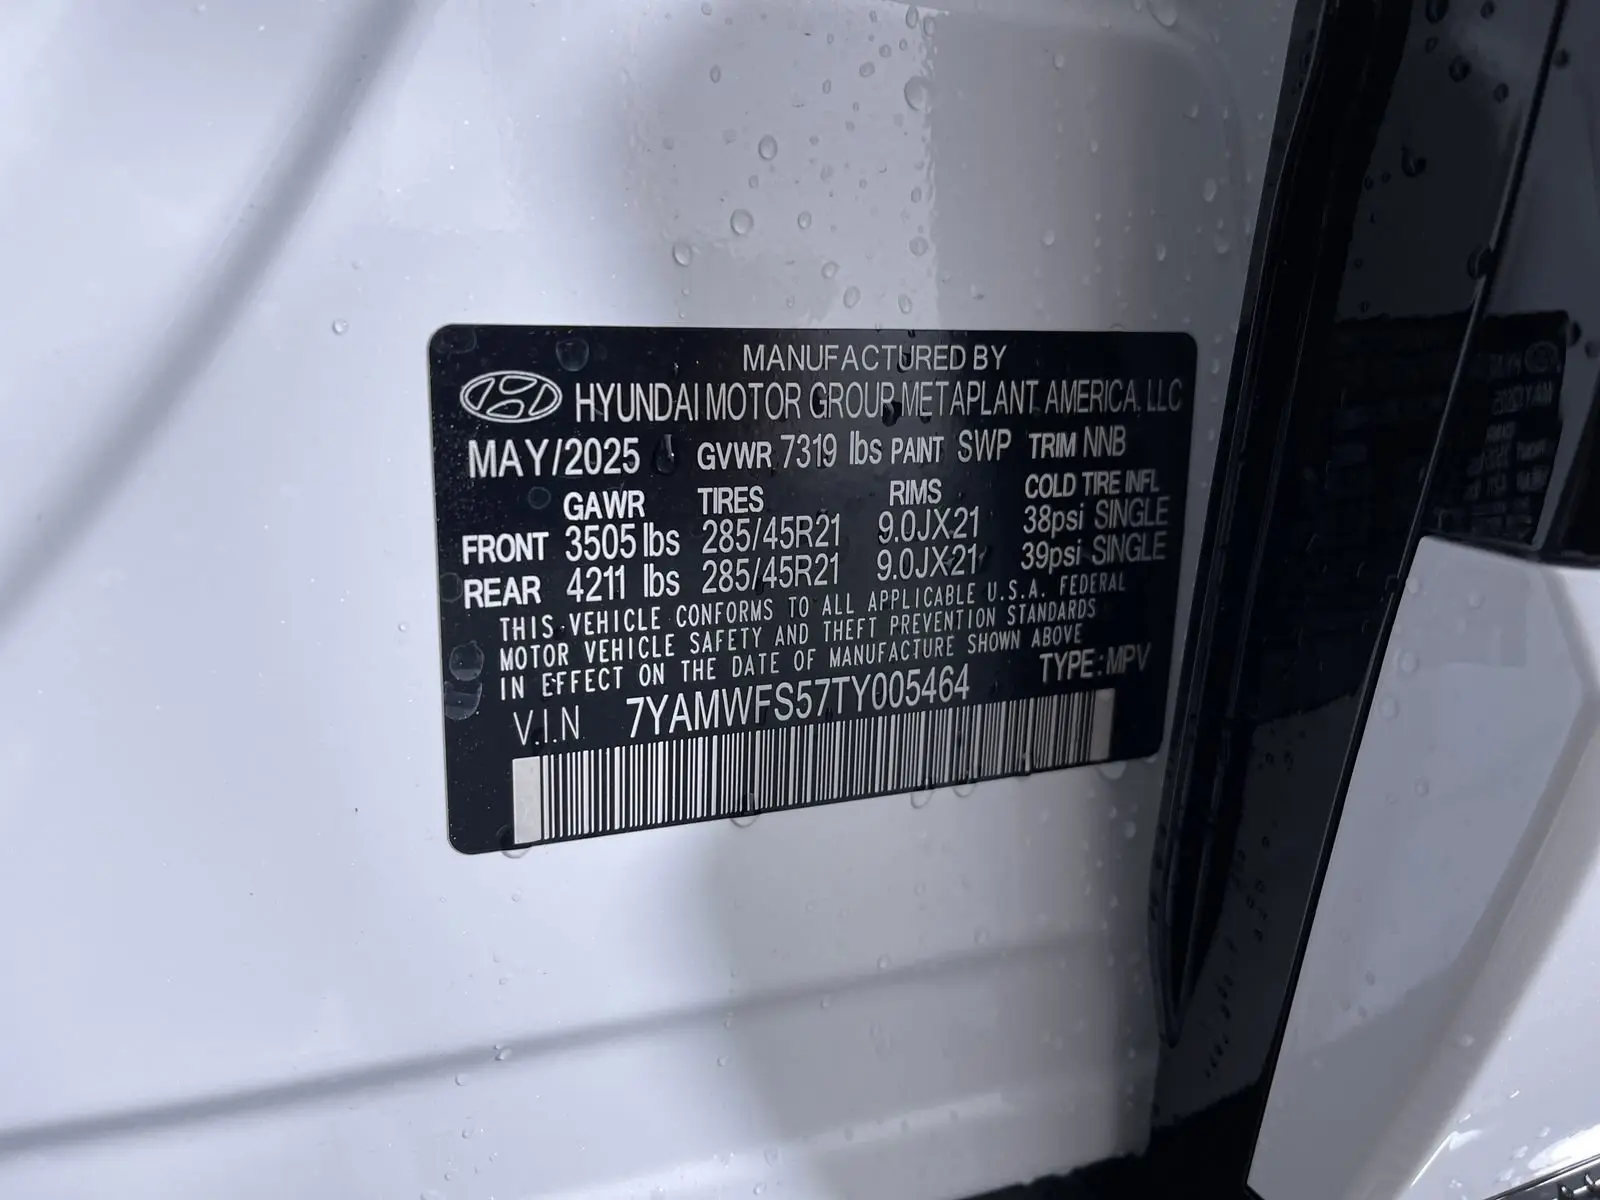 MANUFACTURED BY
HYUNDAI MOTOR GROUP METAPLANT AMERICA, LLC
MAY/2025 GVWR 7319 lbs PAINT SWP TRIM NNB
GAWR TIRES RIMS COLD TIRE INFL
FRONT 3505 lbs 285/45R21 9.0JX21 38psi SINGLE
REAR 4211 lbs 285/45R21 9.0JX21 39psi SINGLE
THIS VEHICLE CONFORMS TO ALL APPLICABLE U.S.A. FEDERAL
MOTOR VEHICLE SAFETY AND THEFT PREVENTION STANDARDS
IN EFFECT ON THE DATE OF MANUFACTURE SHOWN ABOVE
V.I.N 7YAMWFS57TY005464 TYPE: MPV